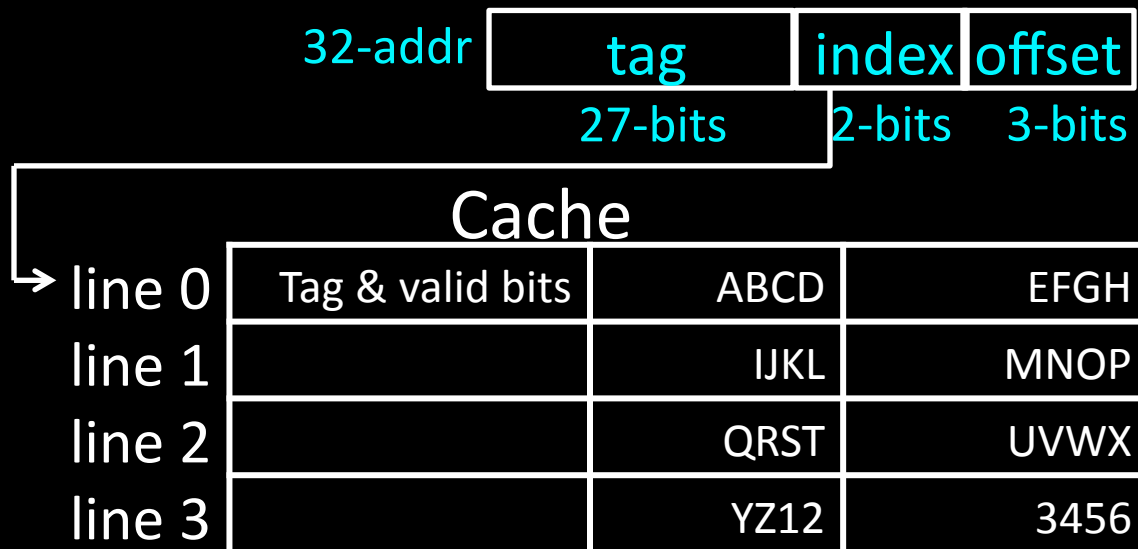 32-addr tag index offset
27-bits 2-bits 3-bits
Cache
line 0 Tag & valid bits ABCD EFGH
line 1 IJKL MNOP
line 2 QRST UVWX
line 3 YZ12 3456